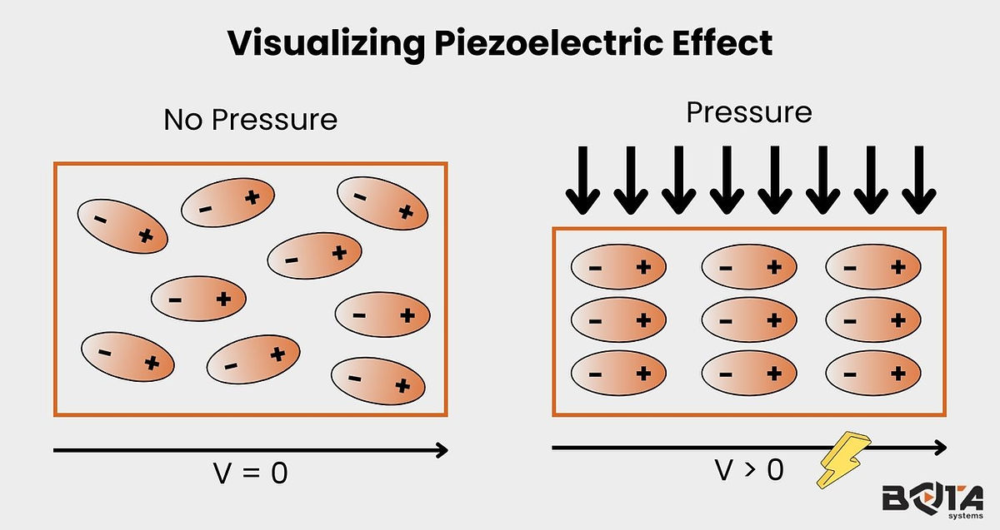 Visualizing Piezoelectric Effect
No Pressure
Pressure
- + - + - +
- +
- + - +
- + - + - +
- + - + - +
- + - + - +
- + - + - +
V = 0
V > 0
BOTA
systems